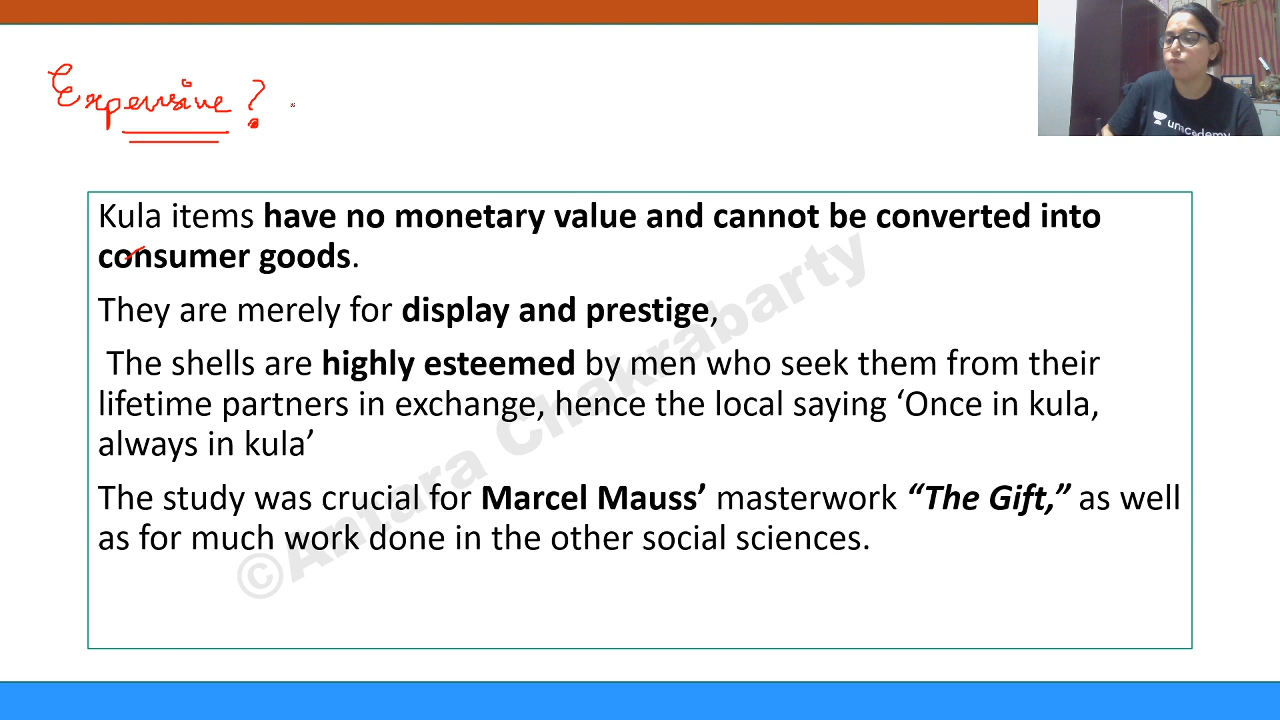 Expensive?
unacademy
Kula items have no monetary value and cannot be converted into
consumer goods.
They are merely for display and prestige,
The shells are highly esteemed by men who seek them from their
lifetime partners in exchange, hence the local saying ‘Once in kula,
always in kula’
The study was crucial for Marcel Mauss’ masterwork “The Gift,” as well
as for much work done in the other social sciences.
©Antara Chakrabarty